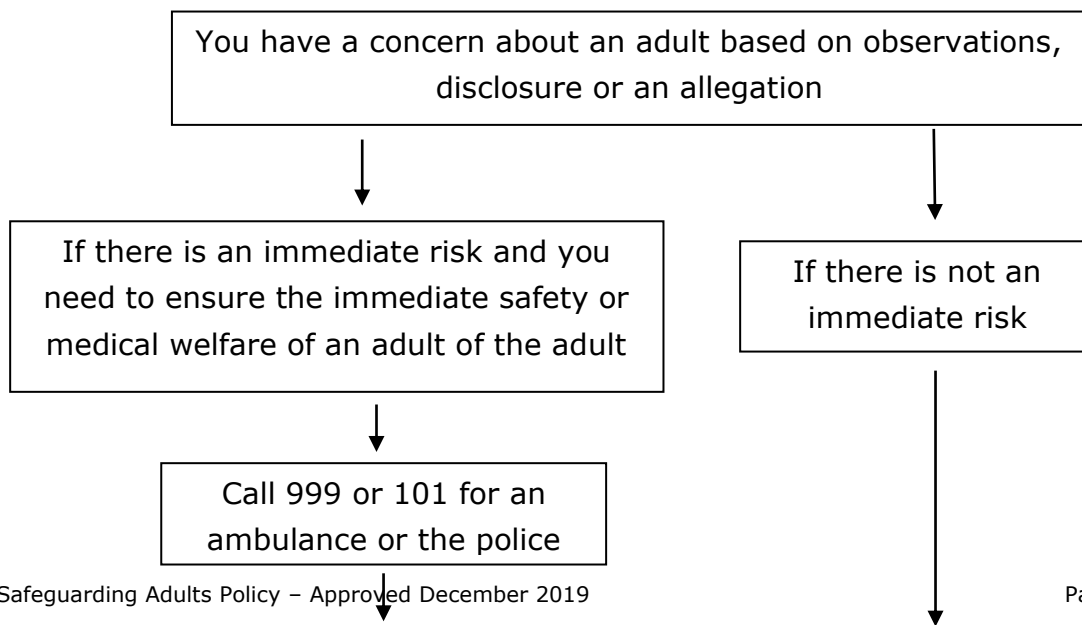 You have a concern about an adult based on observations,
disclosure or an allegation
If there is an immediate risk and you
need to ensure the immediate safety or
medical welfare of an adult of the adult
If there is not an
immediate risk
Call 999 or 101 for an
ambulance or the police
Safeguarding Adults Policy – Approved December 2019